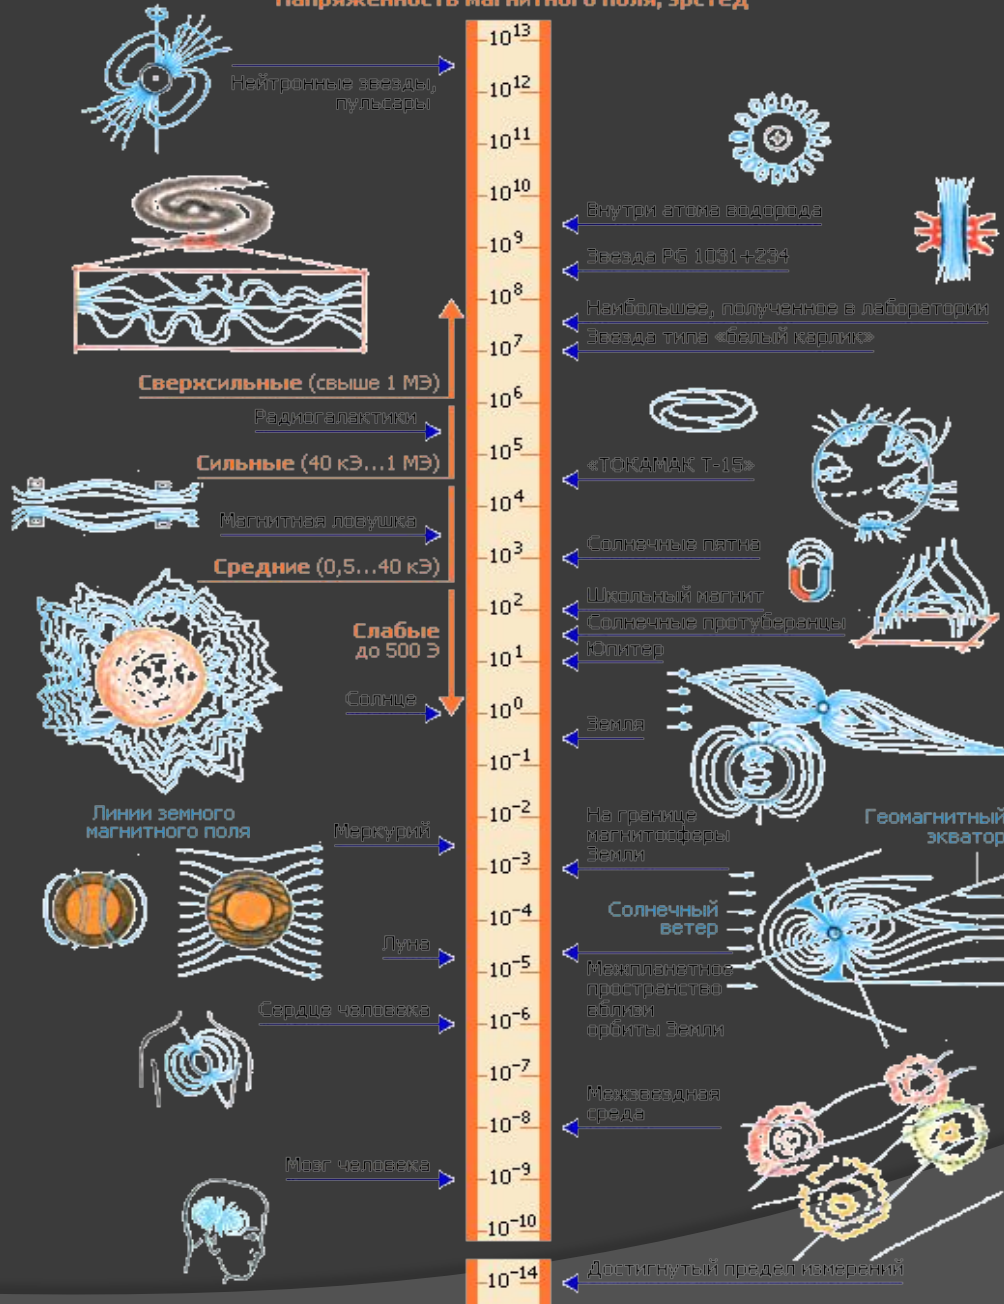 Напряженность магнитного поля, эрстед
10¹³
Нейтронные звезды,
пульсары
10¹²
10¹¹
10¹⁰
Внутри атома водорода
10⁹
Звезда PG 1031+234
10⁸
Наибольшее, полученное в лаборатории
Звезда типа «белый карлик»
10⁷
Сверхсильные (свыше 1 МЭ)
10⁶
Радиогалактики
10⁵
Сильные (40 кЭ...1 МЭ)
«ТОКАМАК Т-15»
10⁴
Магнитная ловушка
Солнечные пятна
10³
Средние (0,5...40 кЭ)
Школьный магнит
10²
Солнечные протуберанцы
Слабые
до 500 Э
Юпитер
10¹
Солнце
10⁰
Земля
10⁻¹
Линии земного
магнитного поля
10⁻²
На границе
магнитосферы
Земли
Геомагнитный
экватор
Меркурий
10⁻³
Солнечный
ветер
10⁻⁴
Луна
10⁻⁵
Межпланетное
пространство
вблизи
орбиты Земли
Сердце человека
10⁻⁶
10⁻⁷
Межзвездная
среда
10⁻⁸
Мозг человека
10⁻⁹
10⁻¹⁰
Достигнутый предел измерений
10⁻¹⁴